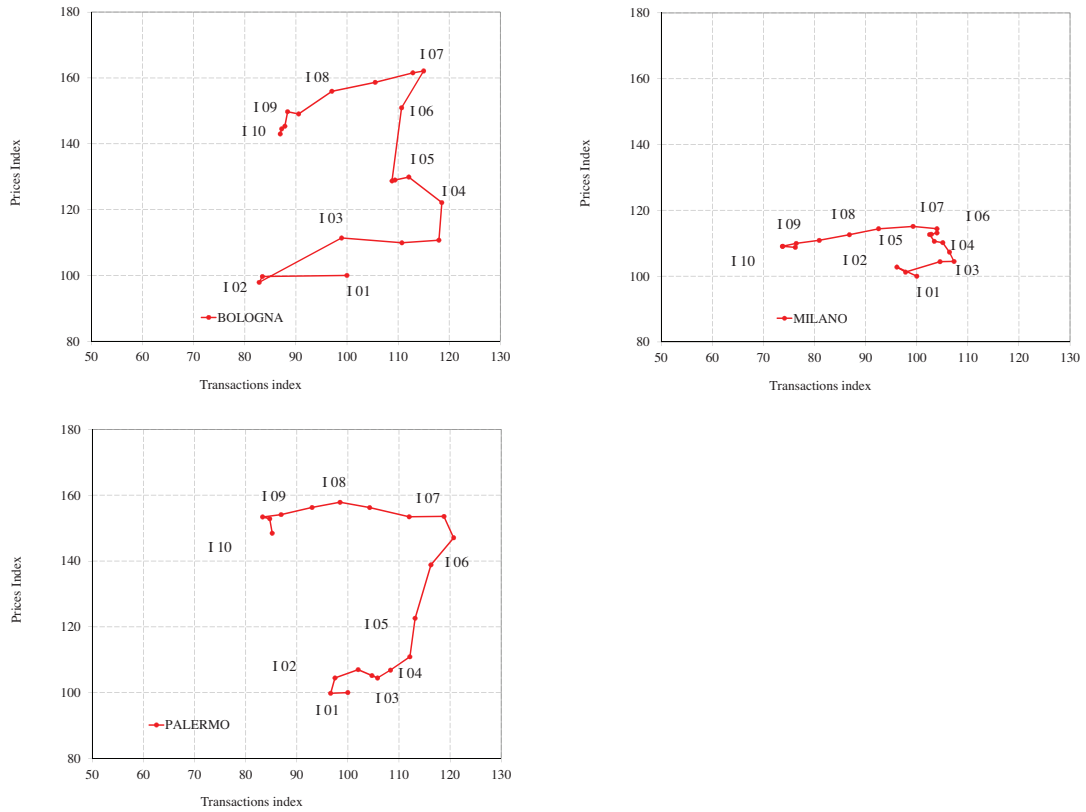 180
160
140
120
100
80
Prices Index
I 07
I 08
I 06
I 09
I 10
I 05
I 04
I 03
I 02
I 01
BOLOGNA
50 60 70 80 90 100 110 120 130
Transactions index
180
160
140
120
100
80
Prices Index
I 09
I 08
I 07
I 06
I 05
I 04
I 10
I 02
I 03
I 01
MILANO
50 60 70 80 90 100 110 120 130
Transactions index
180
160
140
120
100
80
Prices Index
I 08
I 09
I 07
I 10
I 06
I 05
I 02
I 04
I 03
I 01
PALERMO
50 60 70 80 90 100 110 120 130
Transactions index